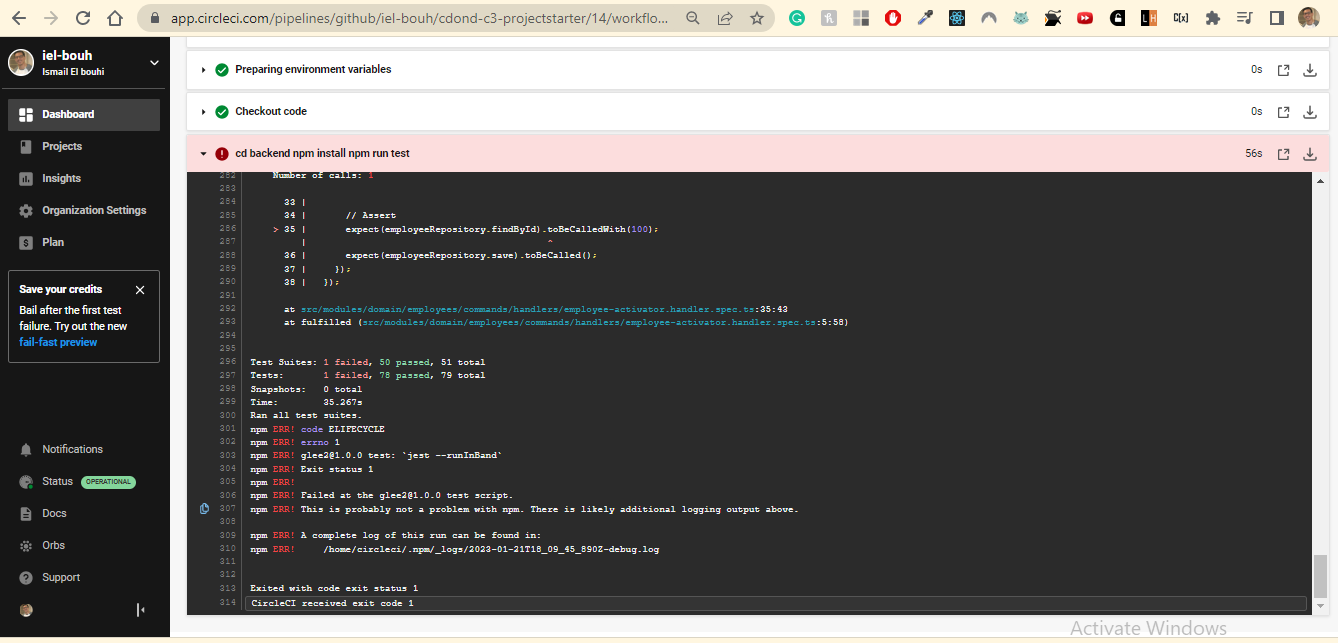 app.circleci.com/pipelines/github/iel-bouh/cdond-c3-projectstarter/14/workflo...
iel-bouh
Ismail El bouhi
Dashboard
Projects
Insights
Organization Settings
Plan
Save your credits
Bail after the first test
failure. Try out the new
fail-fast preview
Notifications
Status OPERATIONAL
Docs
Orbs
Support
Preparing environment variables 0s
Checkout code 0s
cd backend npm install npm run test 56s
282 Number of calls: 1
283
284 33 |
285 34 | // Assert
286 > 35 | expect(employeeRepository.findById).toBeCalledWith(100);
287 | ^
288 36 | expect(employeeRepository.save).toBeCalled();
289 37 | });
290 38 | });
291
292 at src/modules/domain/employees/commands/handlers/employee-activator.handler.spec.ts:35:43
293 at fulfilled (src/modules/domain/employees/commands/handlers/employee-activator.handler.spec.ts:5:58)
294
295
296 Test Suites: 1 failed, 50 passed, 51 total
297 Tests: 1 failed, 78 passed, 79 total
298 Snapshots: 0 total
299 Time: 35.267s
300 Ran all test suites.
301 npm ERR! code ELIFECYCLE
302 npm ERR! errno 1
303 npm ERR! glee2@1.0.0 test: `jest --runInBand`
304 npm ERR! Exit status 1
305 npm ERR!
306 npm ERR! Failed at the glee2@1.0.0 test script.
307 npm ERR! This is probably not a problem with npm. There is likely additional logging output above.
308
309 npm ERR! A complete log of this run can be found in:
310 npm ERR! /home/circleci/.npm/_logs/2023-01-21T18_09_45_890Z-debug.log
311
312
313 Exited with code exit status 1
314 CircleCI received exit code 1
Activate Windows